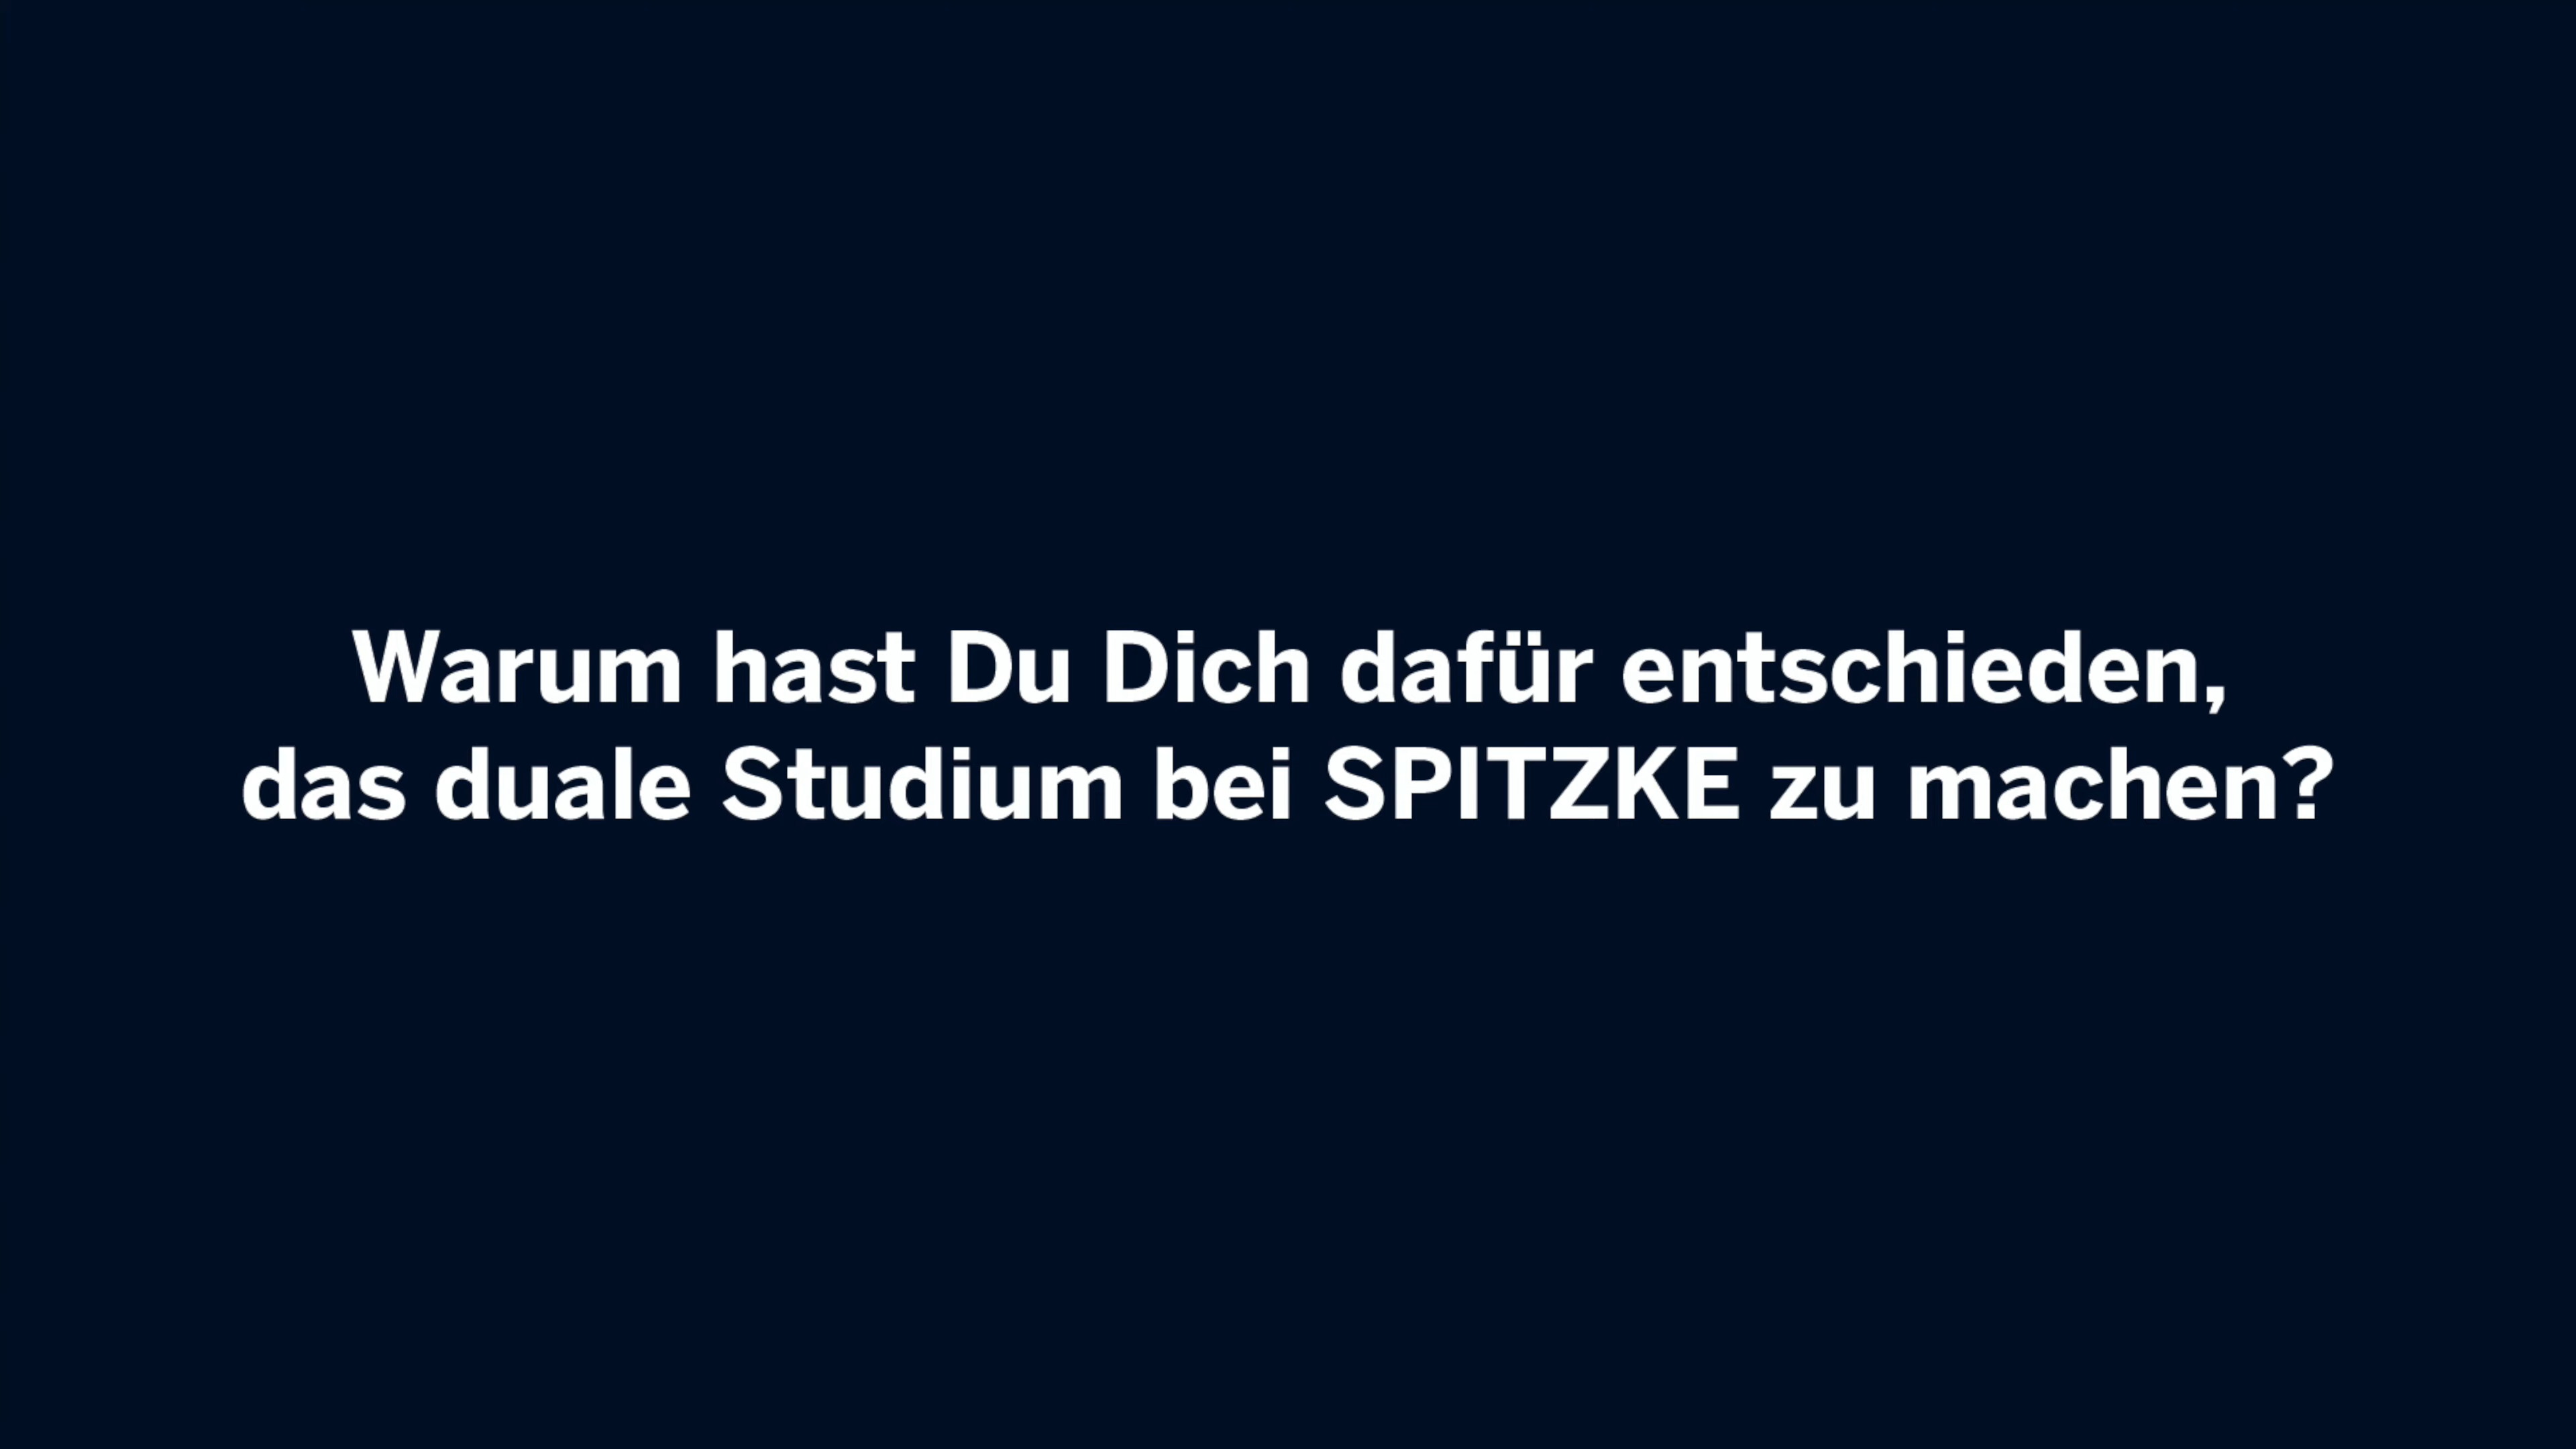 Warum hast Du Dich dafür entschieden,
das duale Studium bei SPITZKE zu machen?